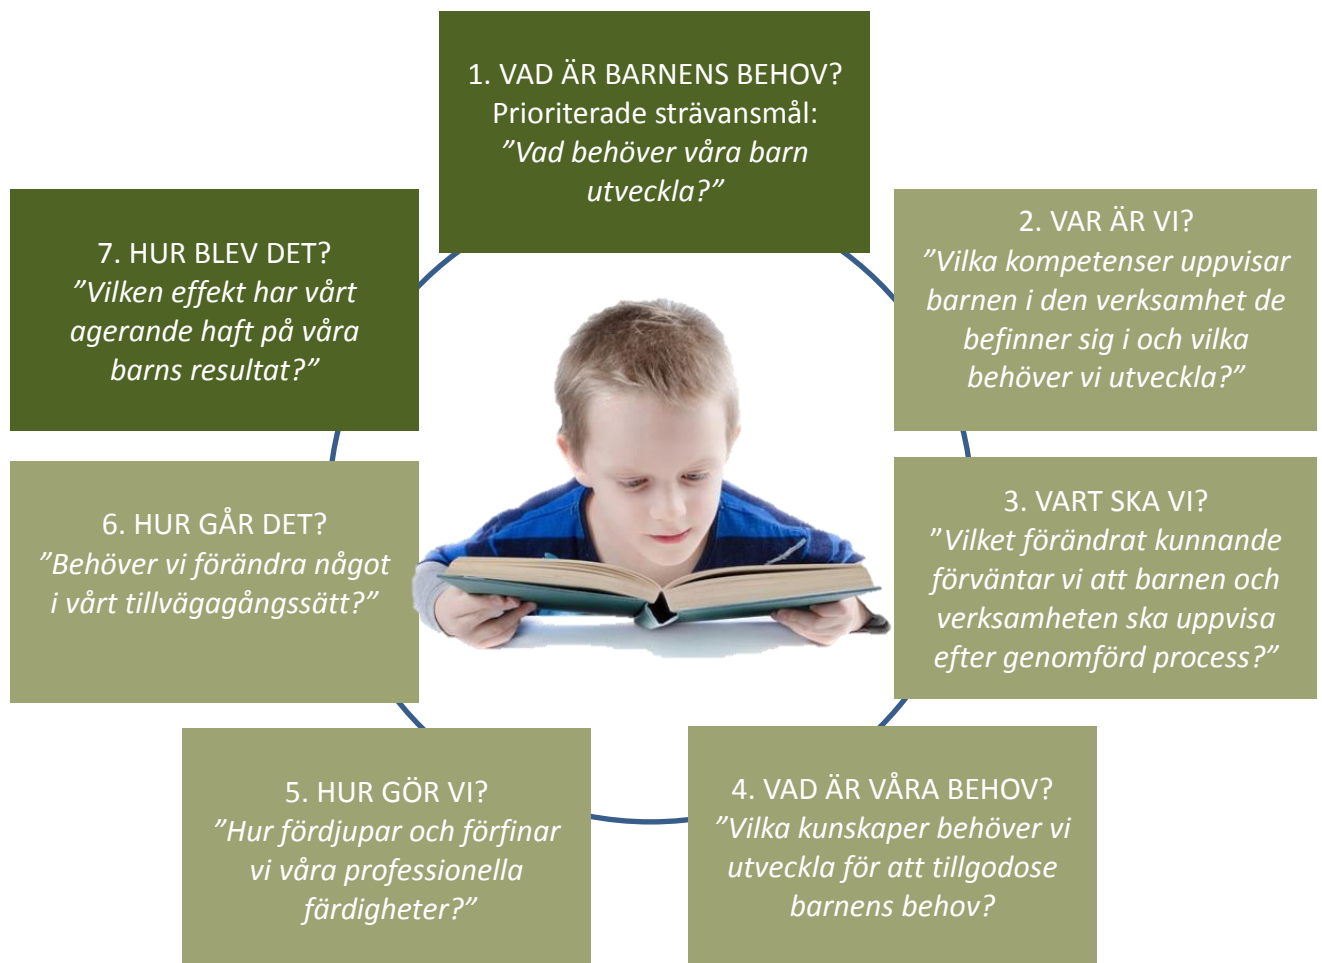 1. VAD ÄR BARNENS BEHOV?
Prioriterade strävansmål:
”Vad behöver våra barn
utveckla?”
2. VAR ÄR VI?
”Vilka kompetenser uppvisar
barnen i den verksamhet de
befinner sig i och vilka
behöver vi utveckla?”
3. VART SKA VI?
”Vilket förändrat kunnande
förväntar vi att barnen och
verksamheten ska uppvisa
efter genomförd process?”
4. VAD ÄR VÅRA BEHOV?
”Vilka kunskaper behöver vi
utveckla för att tillgodose
barnens behov?
5. HUR GÖR VI?
”Hur fördjupar och förfinar
vi våra professionella
färdigheter?”
6. HUR GÅR DET?
”Behöver vi förändra något
i vårt tillvägagångssätt?”
7. HUR BLEV DET?
”Vilken effekt har vårt
agerande haft på våra
barns resultat?”